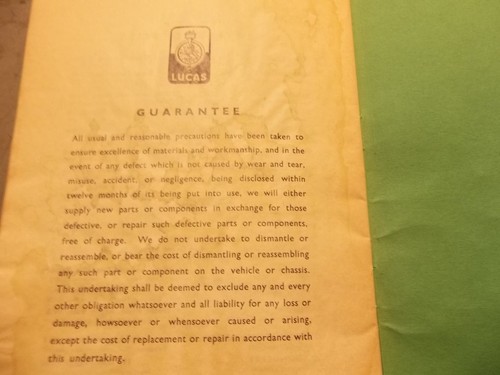 LUCAS
GUARANTEE
All usual and reasonable precautions have been taken to
ensure excellence of materials and workmanship, and in the
event of any defect which is not caused by wear and tear,
misuse, accident, or negligence, being disclosed within
twelve months of its being put into use, we will either
supply new parts or components in exchange for those
defective, or repair such defective parts or components,
free of charge. We do not undertake to dismantle or
reassemble, or bear the cost of dismantling or reassembling
any such part or component on the vehicle or chassis.
This undertaking shall be deemed to exclude any and every
other obligation whatsoever and all liability for any loss or
damage, howsoever or whensoever caused or arising,
except the cost of replacement or repair in accordance with
this undertaking.